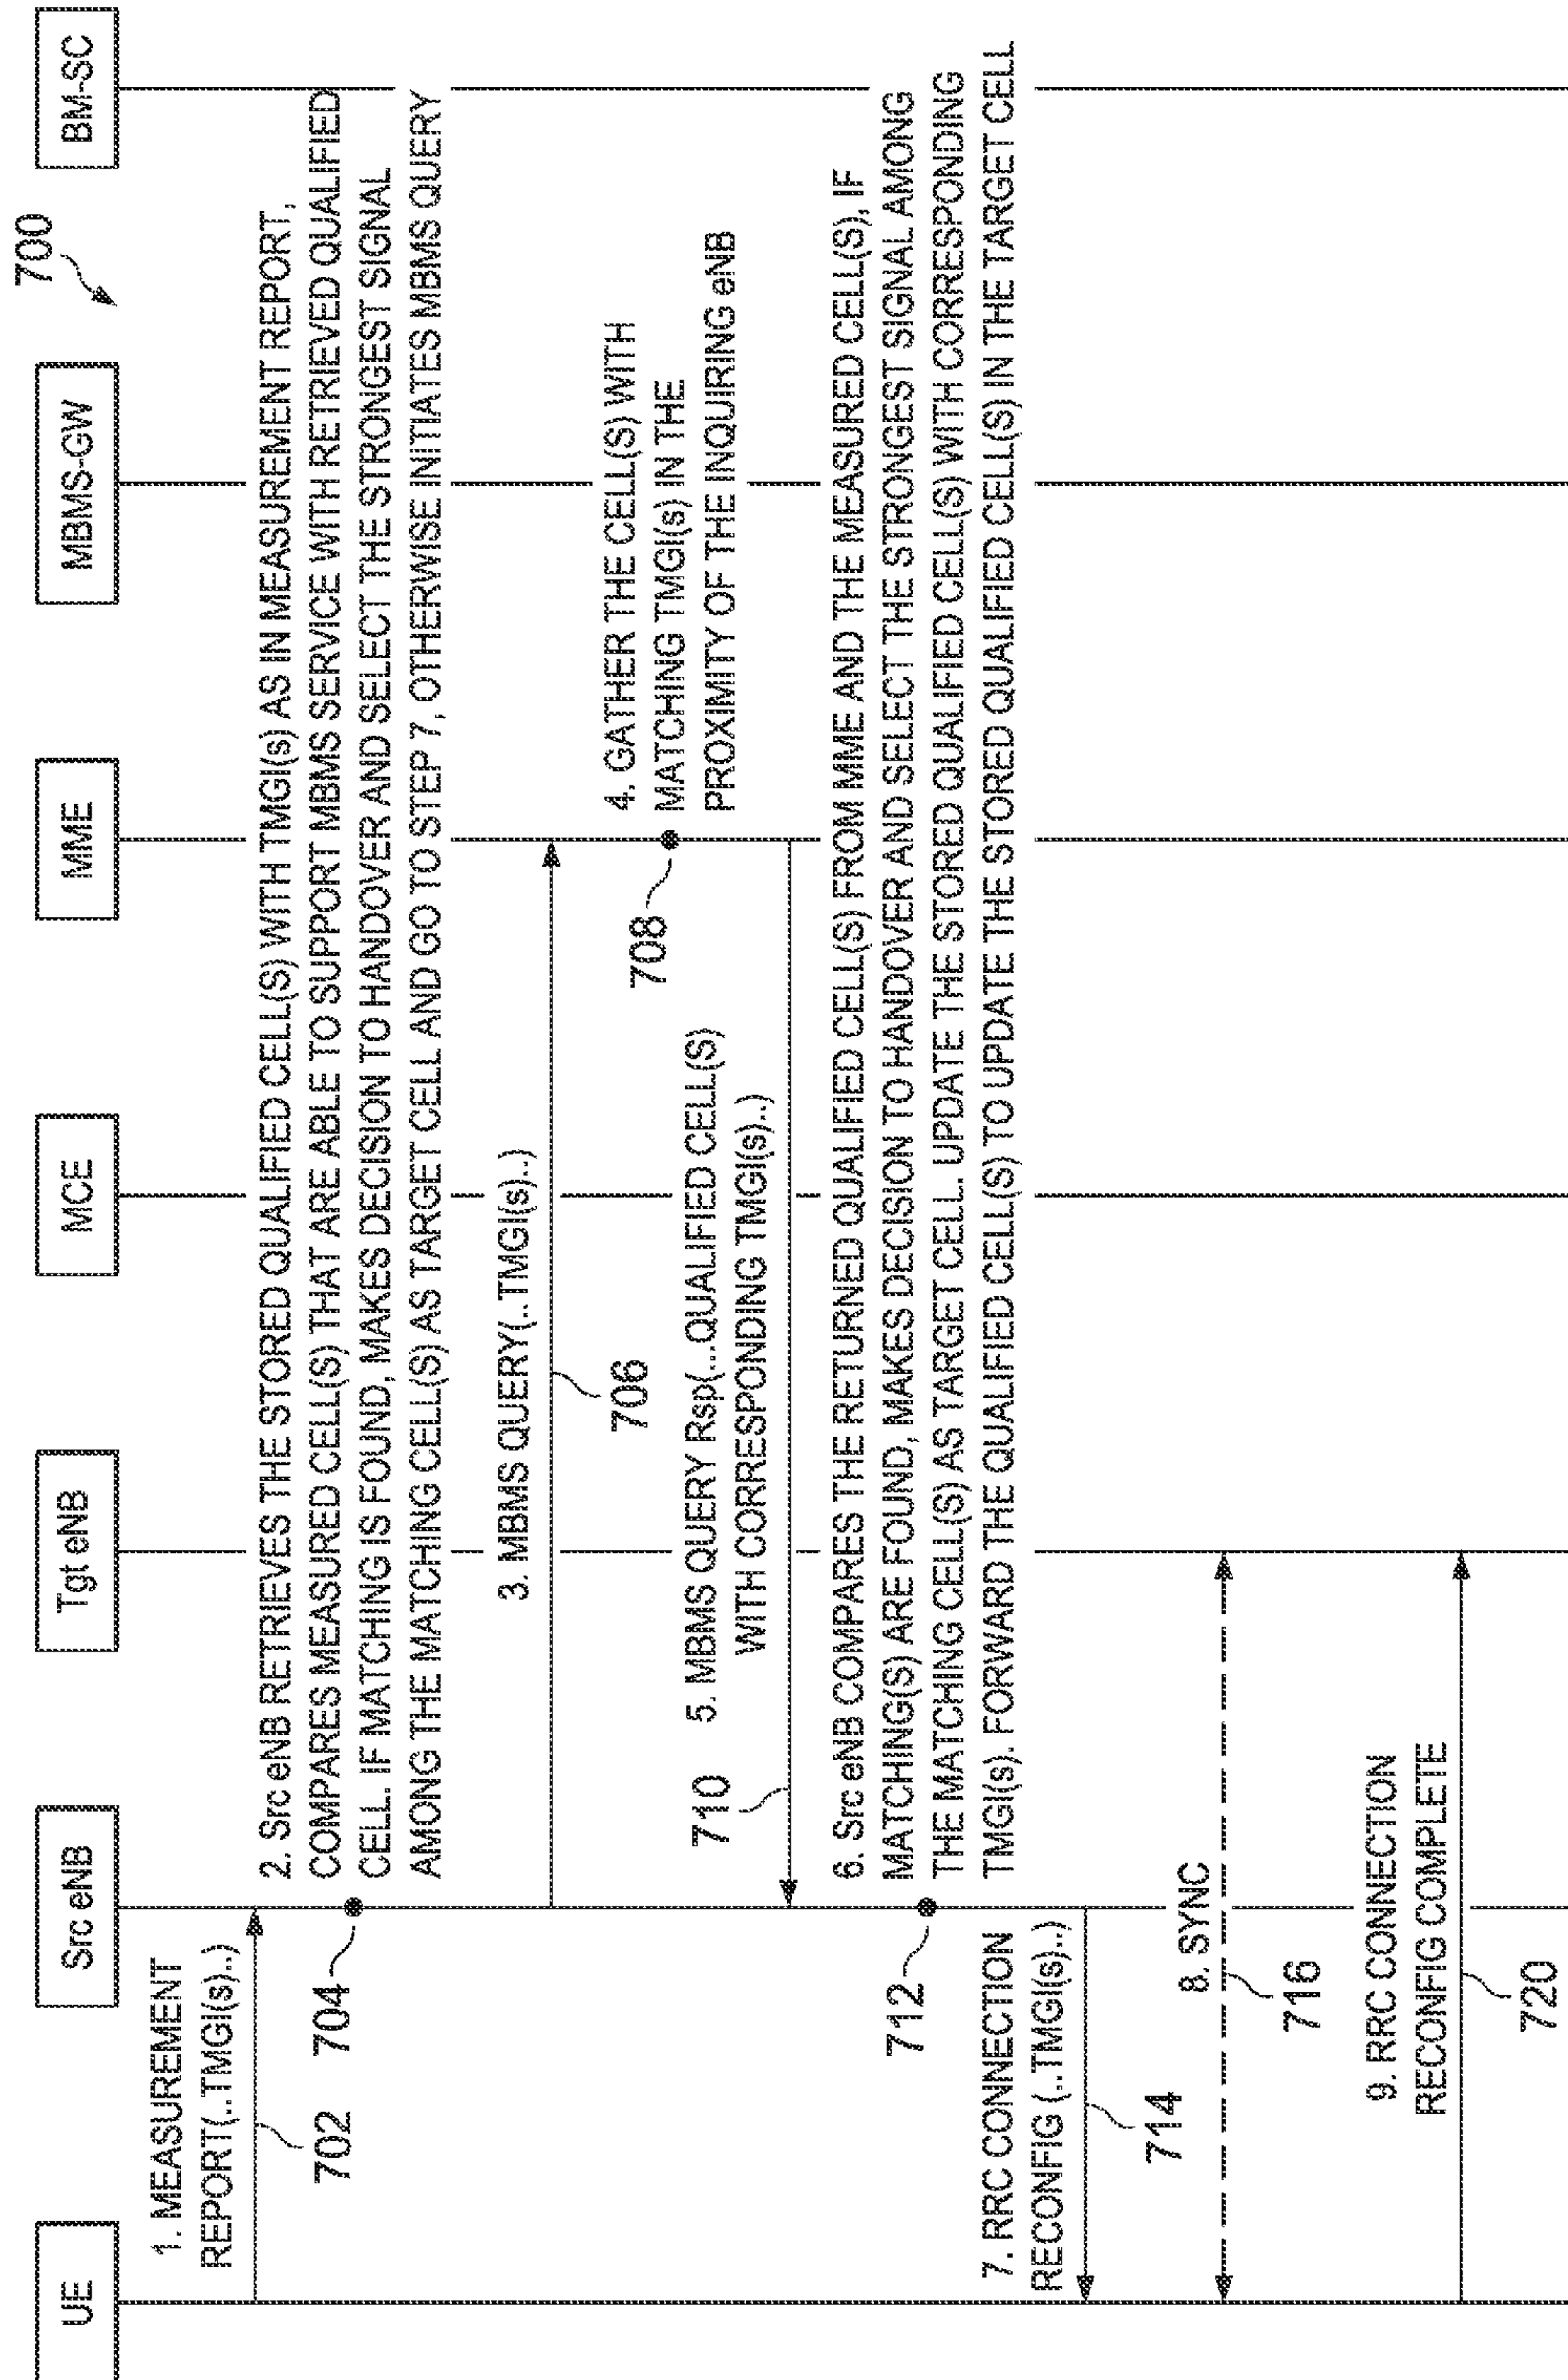 700
UE
Src eNB
Tgt eNB
MCE
MME
MBMS-GW
BM-SC
1. MEASUREMENT
REPORT(..TMGI(s)..)
702
2. Src eNB RETRIEVES THE STORED QUALIFIED CELL(S) WITH TMGI(s) AS IN MEASUREMENT REPORT,
COMPARES MEASURED CELL(S) THAT ARE ABLE TO SUPPORT MBMS SERVICE WITH RETRIEVED QUALIFIED
CELL. IF MATCHING IS FOUND, MAKES DECISION TO HANDOVER AND SELECT THE STRONGEST SIGNAL
AMONG THE MATCHING CELL(S) AS TARGET CELL AND GO TO STEP 7, OTHERWISE INITIATES MBMS QUERY
704
3. MBMS QUERY(..TMGI(s)..)
706
4. GATHER THE CELL(S) WITH
MATCHING TMGI(s) IN THE
PROXIMITY OF THE INQUIRING eNB
708
5. MBMS QUERY Rsp(...QUALIFIED CELL(S)
WITH CORRESPONDING TMGI(s)..)
710
6. Src eNB COMPARES THE RETURNED QUALIFIED CELL(S) FROM MME AND THE MEASURED CELL(S), IF
MATCHING(S) ARE FOUND, MAKES DECISION TO HANDOVER AND SELECT THE STRONGEST SIGNAL AMONG
THE MATCHING CELL(S) AS TARGET CELL. UPDATE THE STORED QUALIFIED CELL(S) WITH CORRESPONDING
TMGI(s). FORWARD THE QUALIFIED CELL(S) TO UPDATE THE STORED QUALIFIED CELL(S) IN THE TARGET CELL
712
7. RRC CONNECTION
RECONFIG (..TMGI(s)..)
714
8. SYNC
716
9. RRC CONNECTION
RECONFIG COMPLETE
720